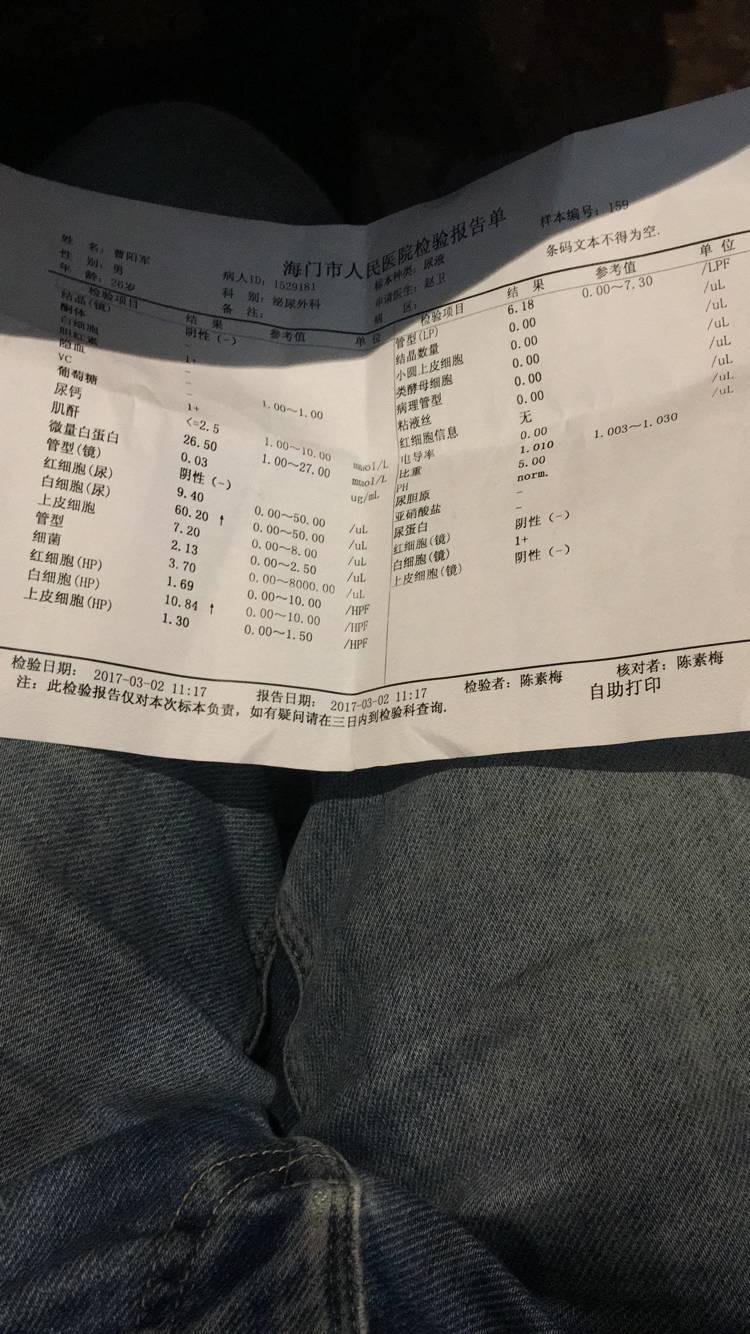 海门市人民医院检验报告单
样本编号: 159
姓 名: 曹阳军
病人ID: 1529181
标本种类: 尿液
条码文本不得为空.
性 别: 男
科 别: 泌尿外科
申请医生: 赵卫
年 龄: 26岁
备 注:
病 区:
检验项目 结 果 参考值 单 位
结晶(镜) 阴性(-)
酮体 -
白细胞 1+
胆红素 -
隐血 -
VC 1+ 1.00~1.00
葡萄糖
尿钙 <=2.5 1.00~10.00 mmol/L
肌酐 26.50 1.00~27.00 mmol/L
微量白蛋白 0.03 ug/mL
管型(镜) 阴性(-)
红细胞(尿) 9.40 0.00~50.00 /uL
白细胞(尿) 60.20 ↑ 0.00~50.00 /uL
上皮细胞 7.20 0.00~8.00 /uL
管型 2.13 0.00~2.50 /uL
细菌 3.70 0.00~8000.00 /uL
红细胞(HP) 1.69 0.00~10.00 /HPF
白细胞(HP) 10.84 ↑ 0.00~10.00 /HPF
上皮细胞(HP) 1.30 0.00~1.50 /HPF
检验项目 结 果 参考值 单 位
管型(LP) 6.18 0.00~7.30 /LPF
结晶数量 0.00 /uL
小圆上皮细胞 0.00 /uL
类酵母细胞 0.00 /uL
病理管型 0.00 /uL
粘液丝 0.00 /uL
红细胞信息 无
电导率 0.00
比重 1.010 1.003~1.030
PH 5.00
尿胆原 norm.
亚硝酸盐 -
尿蛋白 -
红细胞(镜) 阴性(-)
白细胞(镜) 1+
上皮细胞(镜) 阴性(-)
检验日期: 2017-03-02 11:17 报告日期: 2017-03-02 11:17 检验者: 陈素梅 核对者: 陈素梅
注: 此检验报告仅对本次标本负责, 如有疑问请在三日内到检验科查询. 自助打印